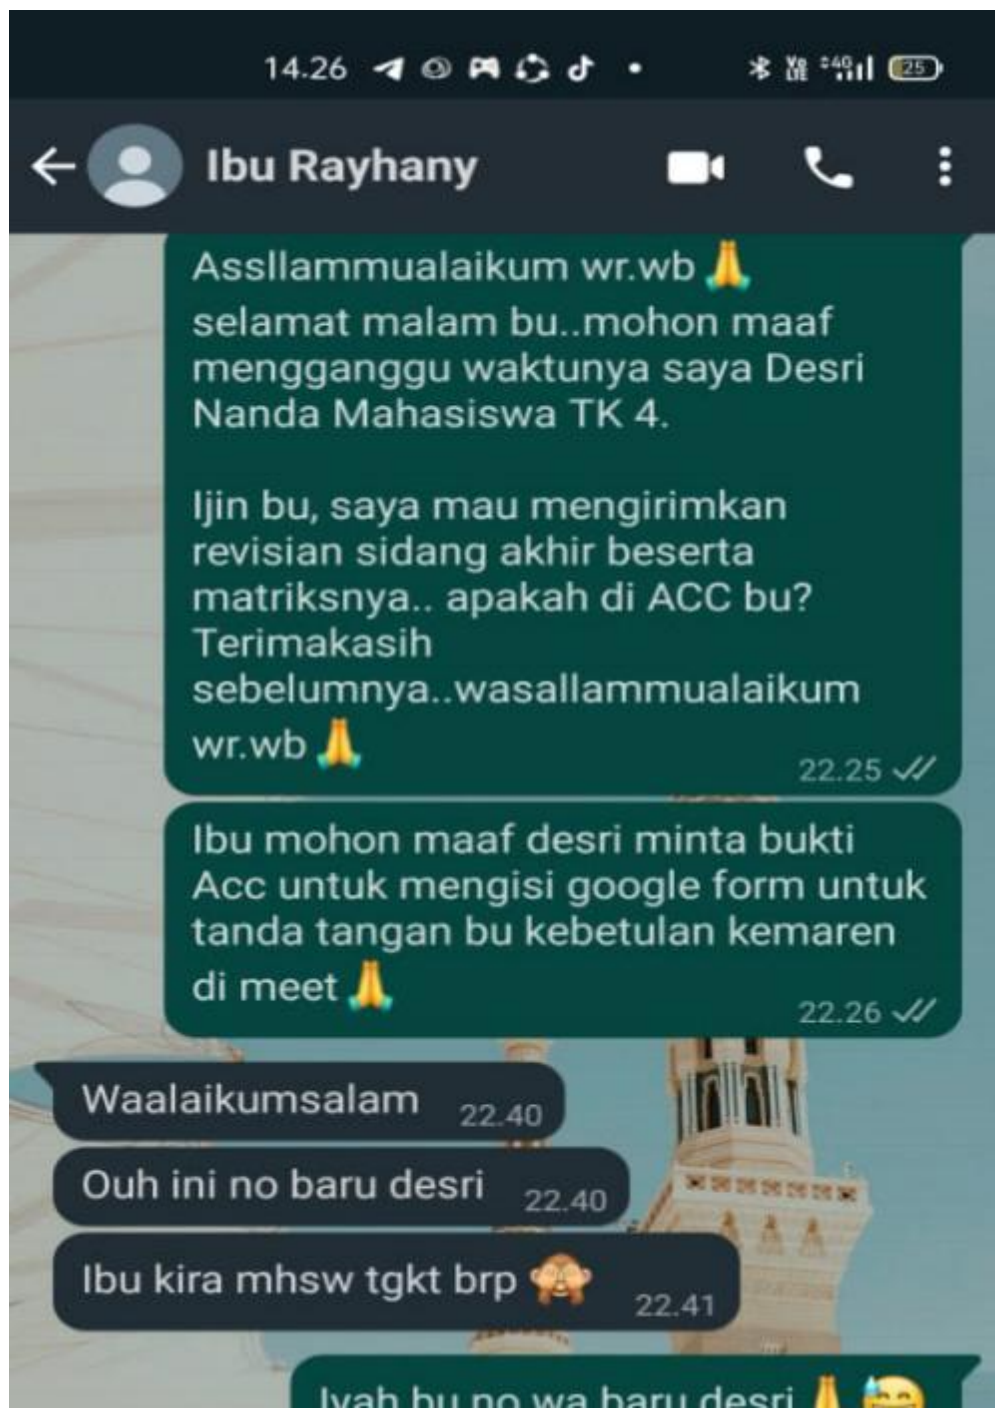 14.26
4G
25
Ibu Rayhany
Assllammualaikum wr.wb 🙏
selamat malam bu..mohon maaf
mengganggu waktunya saya Desri
Nanda Mahasiswa TK 4.
Ijin bu, saya mau mengirimkan
revisian sidang akhir beserta
matriksnya.. apakah di ACC bu?
Terimakasih
sebelumnya..wasallammualaikum
wr.wb 🙏
22.25
Ibu mohon maaf desri minta bukti
Acc untuk mengisi google form untuk
tanda tangan bu kebetulan kemaren
di meet 🙏
22.26
Waalaikumsalam 22.40
Ouh ini no baru desri 22.40
Ibu kira mhsw tgkt brp 🙈 22.41
Iyah bu no wa baru desri 🙏😅